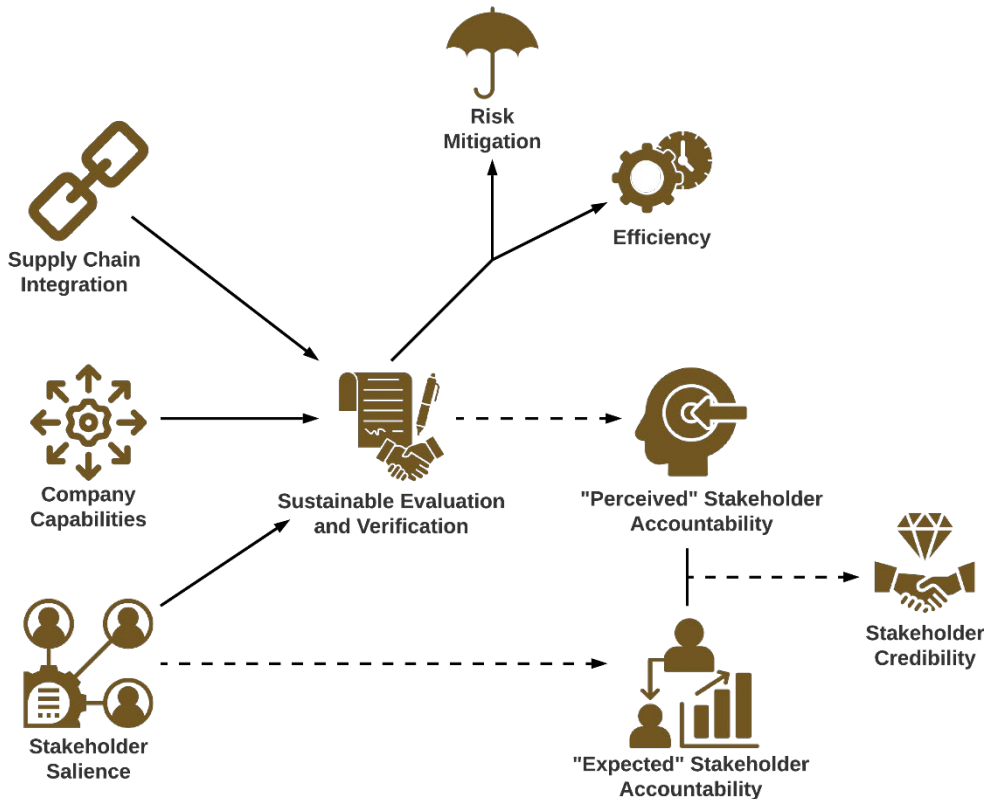 Risk
Mitigation
Efficiency
Supply Chain
Integration
Company
Capabilities
Sustainable Evaluation
and Verification
"Perceived" Stakeholder
Accountability
Stakeholder
Credibility
Stakeholder
Salience
"Expected" Stakeholder
Accountability